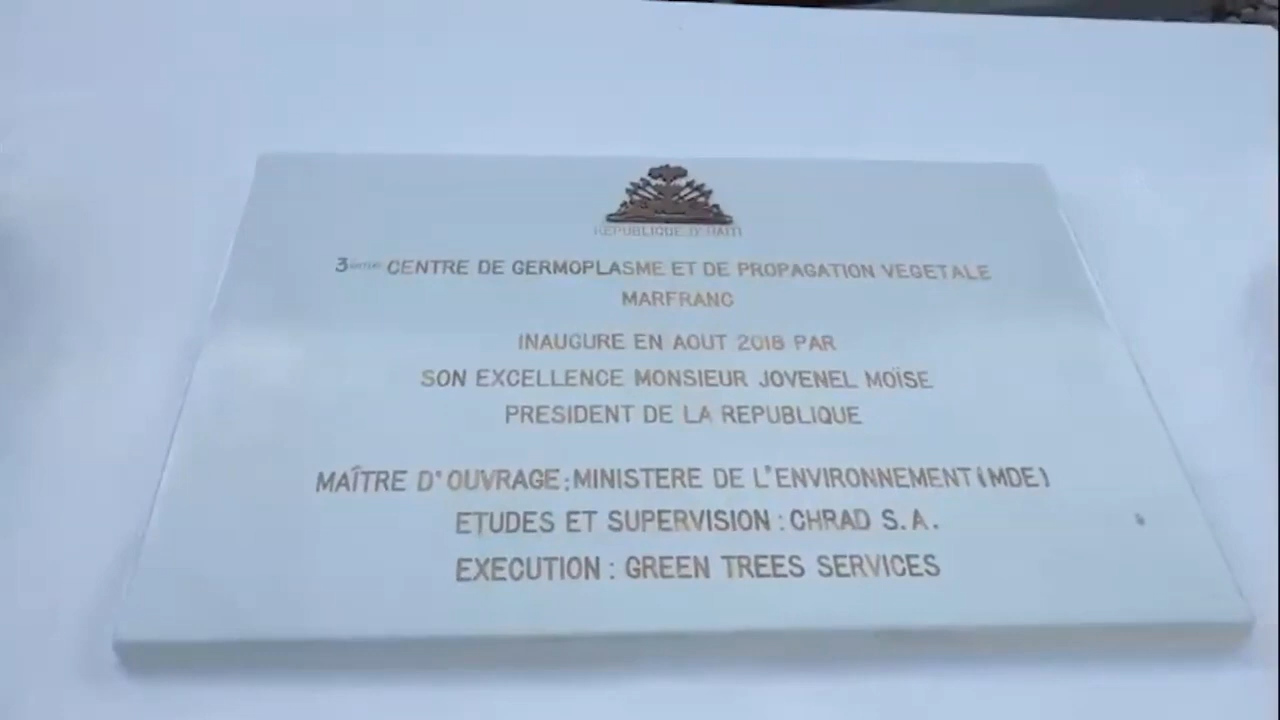 REPUBLIQUE D'HAITI
3ième CENTRE DE GERMOPLASME ET DE PROPAGATION VEGETALE
MARFRANC
INAUGURE EN AOUT 2018 PAR
SON EXCELLENCE MONSIEUR JOVENEL MOÏSE
PRESIDENT DE LA REPUBLIQUE
MAÎTRE D'OUVRAGE: MINISTERE DE L'ENVIRONNEMENT (MDE)
ETUDES ET SUPERVISION : CHRAD S.A.
EXECUTION : GREEN TREES SERVICES